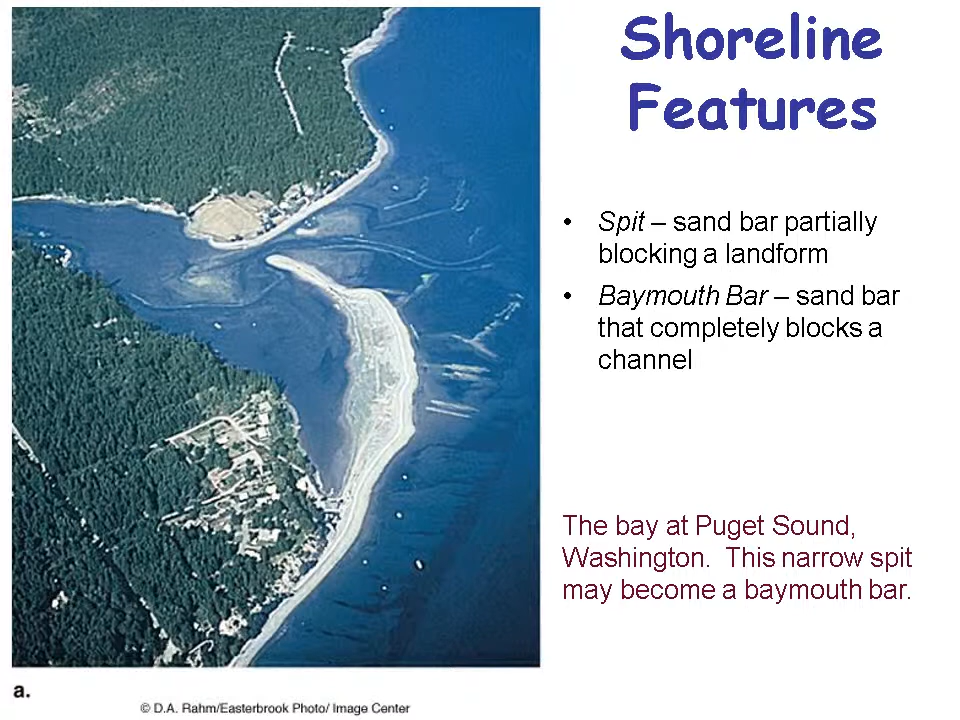 Shoreline
Features
• Spit – sand bar partially
blocking a landform
• Baymouth Bar – sand bar
that completely blocks a
channel
The bay at Puget Sound,
Washington.  This narrow spit
may become a baymouth bar.
a.
© D.A. Rahm/Easterbrook Photo/ Image Center